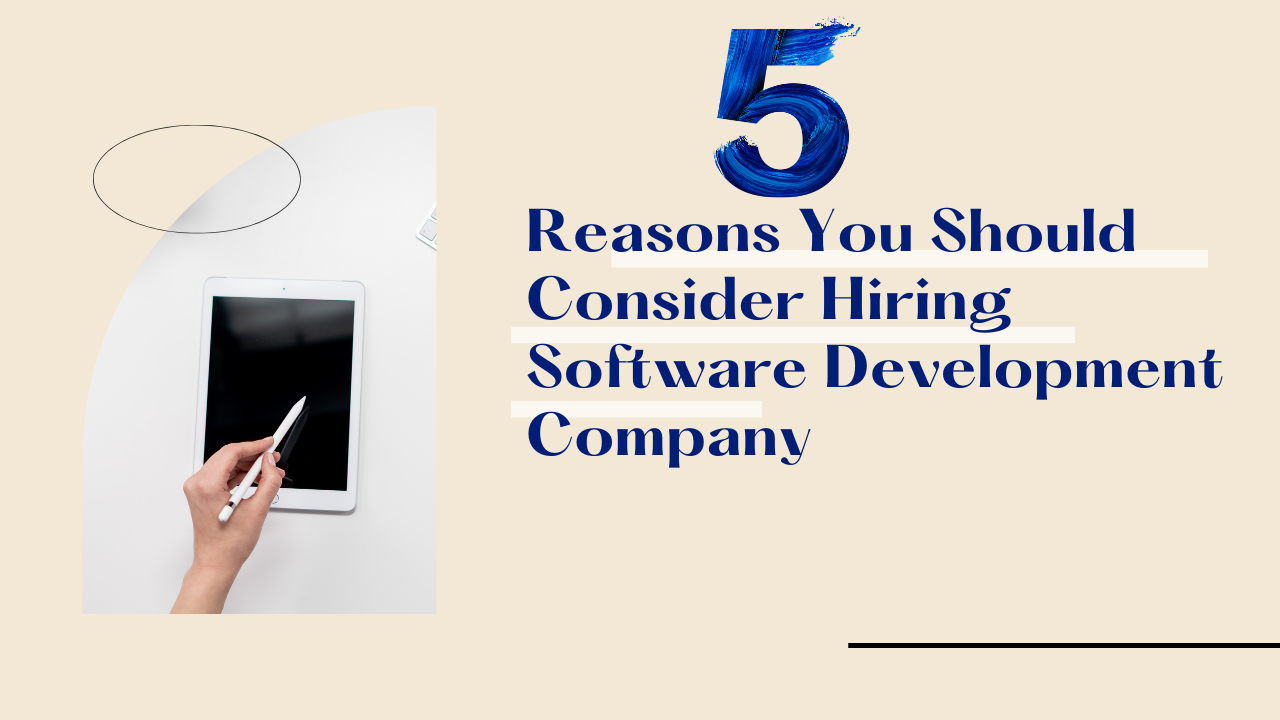 5
Reasons You Should
Consider Hiring
Software Development
Company